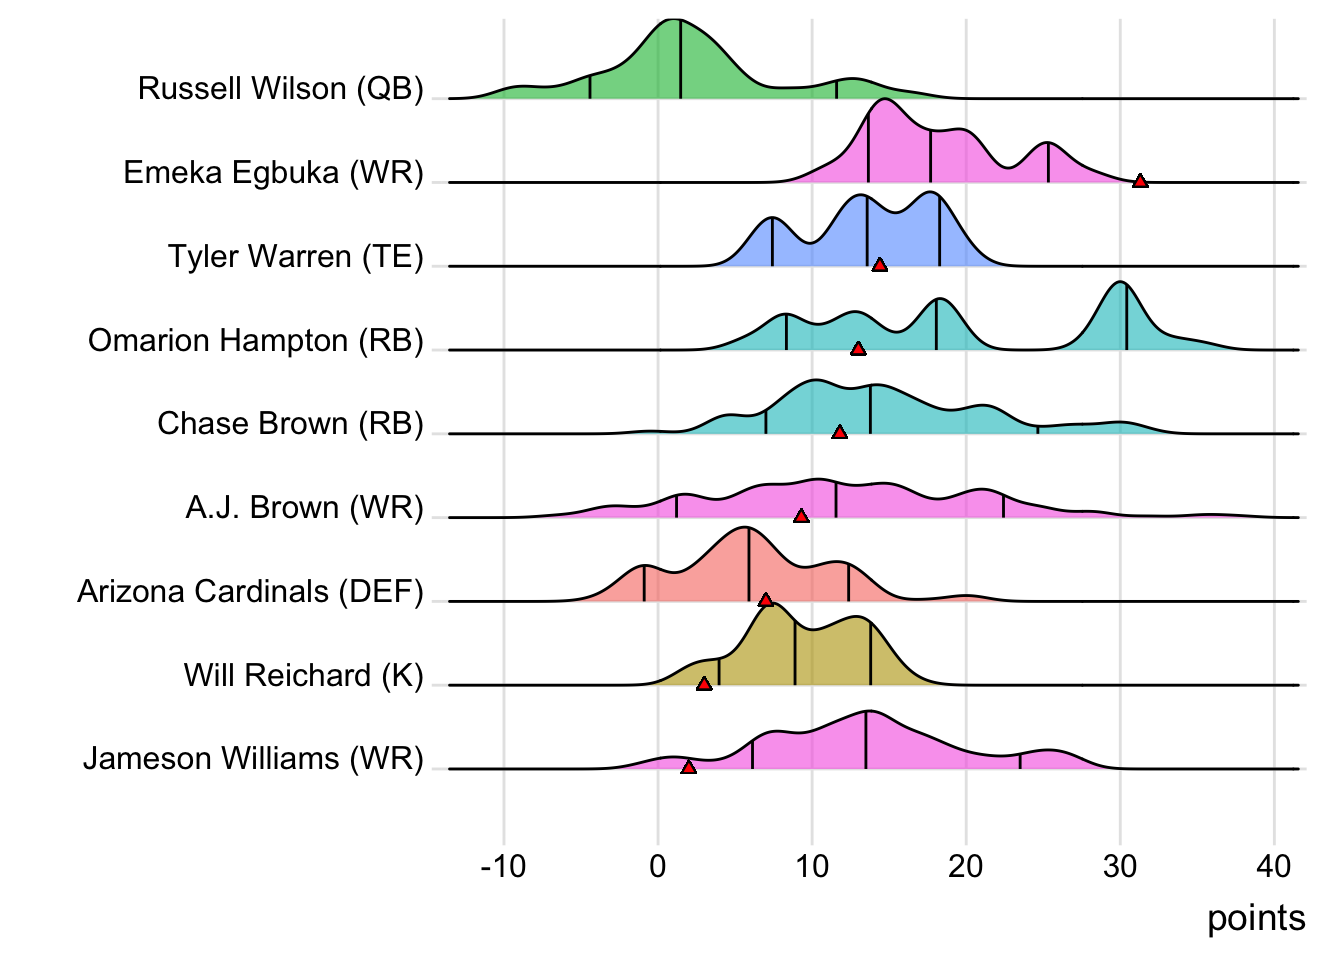 Russell Wilson (QB)
Emeka Egbuka (WR)
Tyler Warren (TE)
Omarion Hampton (RB)
Chase Brown (RB)
A.J. Brown (WR)
Arizona Cardinals (DEF)
Will Reichard (K)
Jameson Williams (WR)
-10 0 10 20 30 40
points